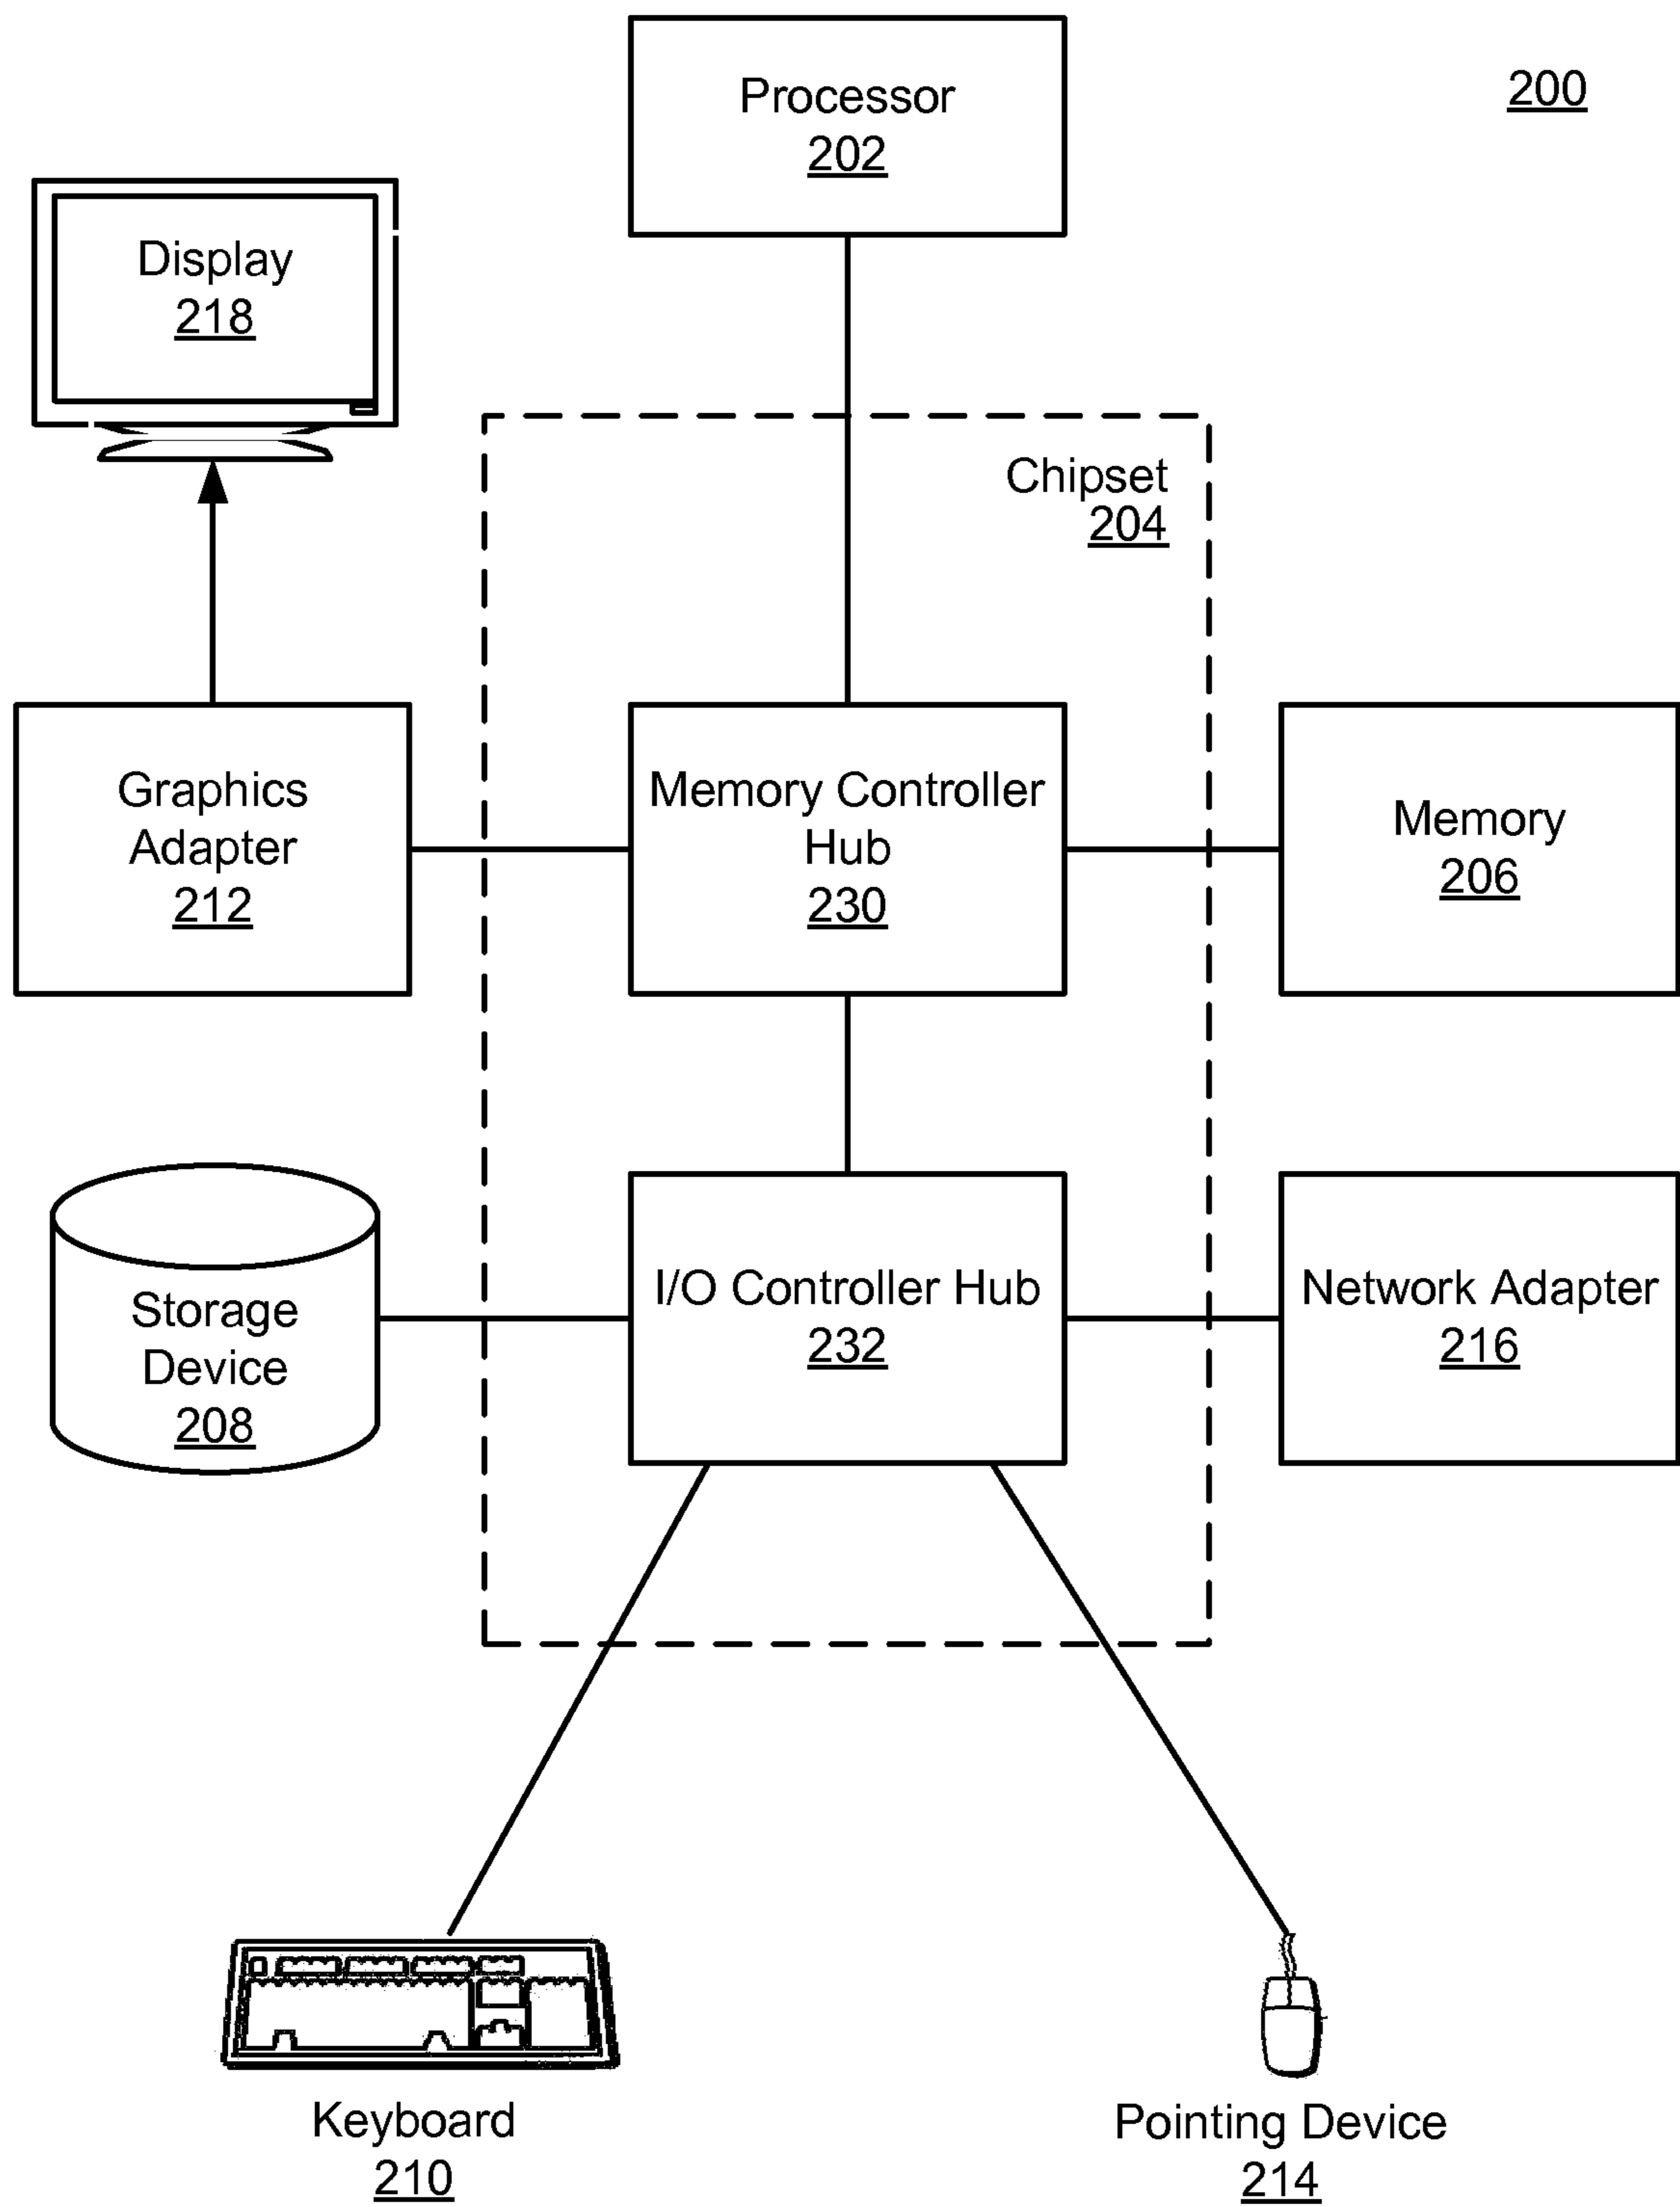 Processor
202
200
Display
218
Chipset
204
Graphics
Adapter
212
Memory Controller
Hub
230
Memory
206
Storage
Device
208
I/O Controller Hub
232
Network Adapter
216
Keyboard
210
Pointing Device
214